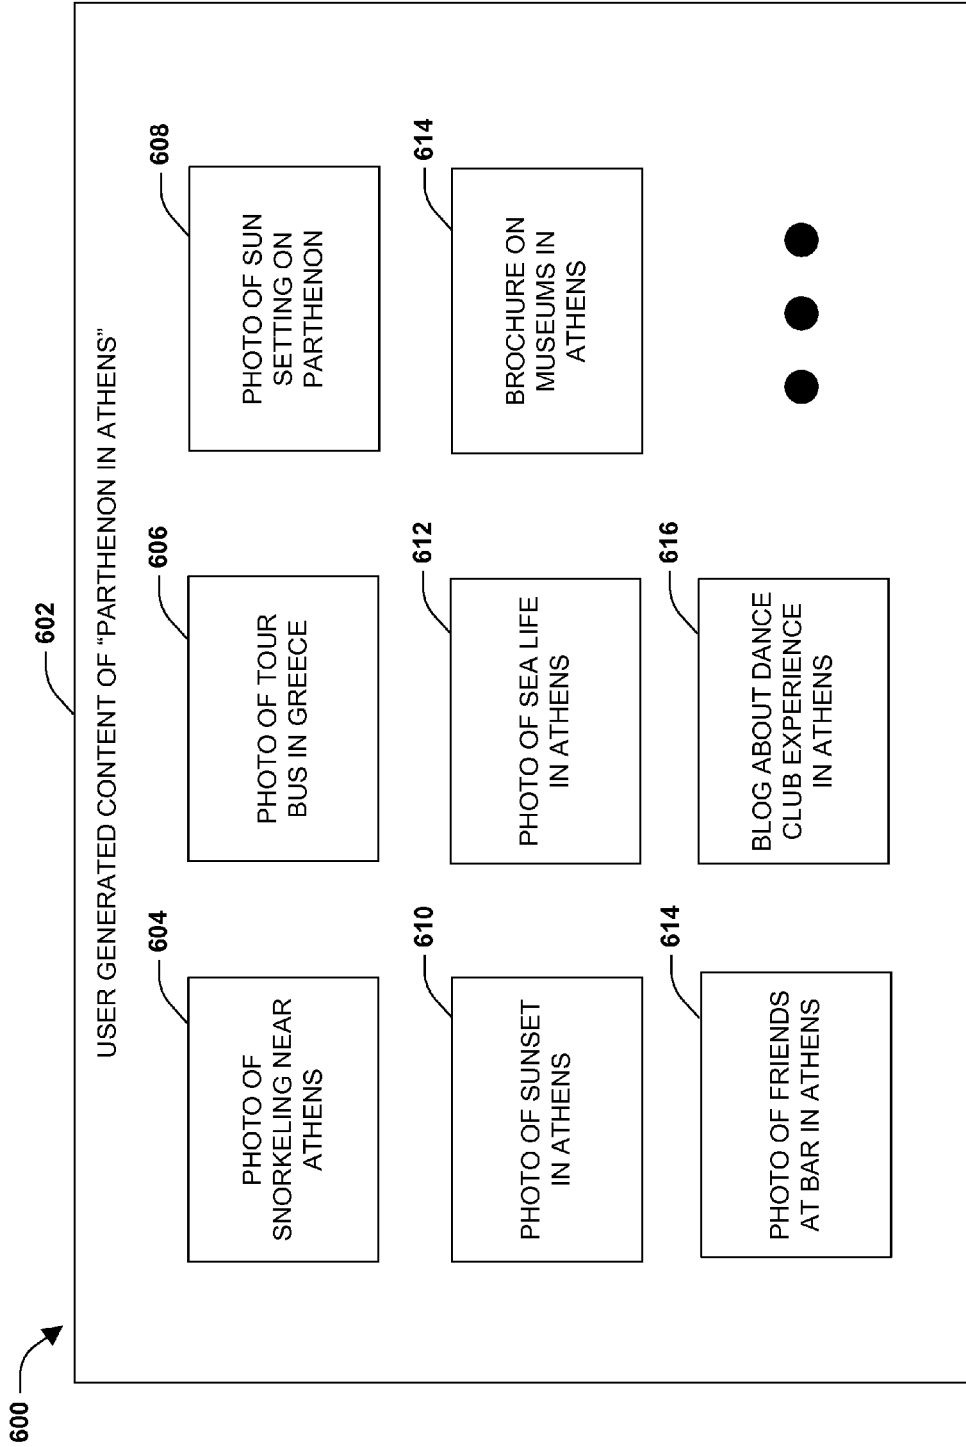 600
602
USER GENERATED CONTENT OF "PARTHENON IN ATHENS"
604
PHOTO OF
SNORKELING NEAR
ATHENS
606
PHOTO OF TOUR
BUS IN GREECE
608
PHOTO OF SUN
SETTING ON
PARTHENON
610
PHOTO OF SUNSET
IN ATHENS
612
PHOTO OF SEA LIFE
IN ATHENS
614
BROCHURE ON
MUSEUMS IN
ATHENS
614
PHOTO OF FRIENDS
AT BAR IN ATHENS
616
BLOG ABOUT DANCE
CLUB EXPERIENCE
IN ATHENS